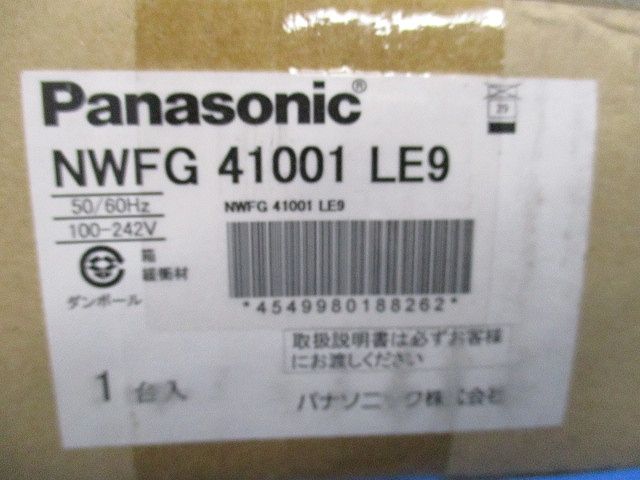 Panasonic®
NWFG 41001 LE9
50/60Hz
100-242V
NWFG 41001 LE9
*4549980188262*
箱
緩衝材
ダンボール
取扱説明書は必ずお客様
にお渡しください
1 台入
パナソニック株式会社